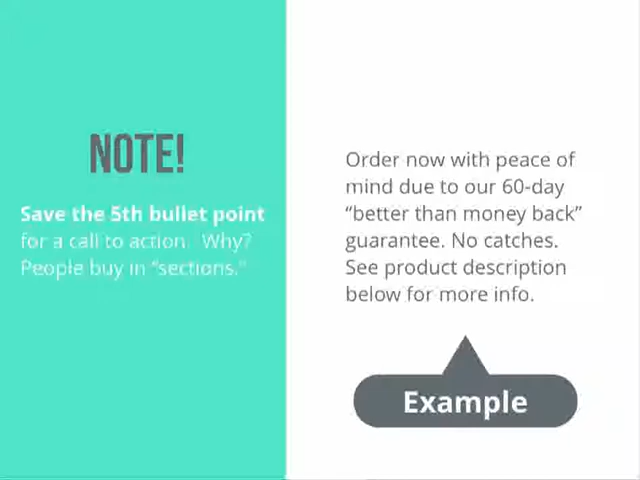 NOTE!
Save the 5th bullet point
for a call to action.  Why?
People buy in “sections.”
Order now with peace of
mind due to our 60-day
“better than money back”
guarantee. No catches.
See product description
below for more info.
Example